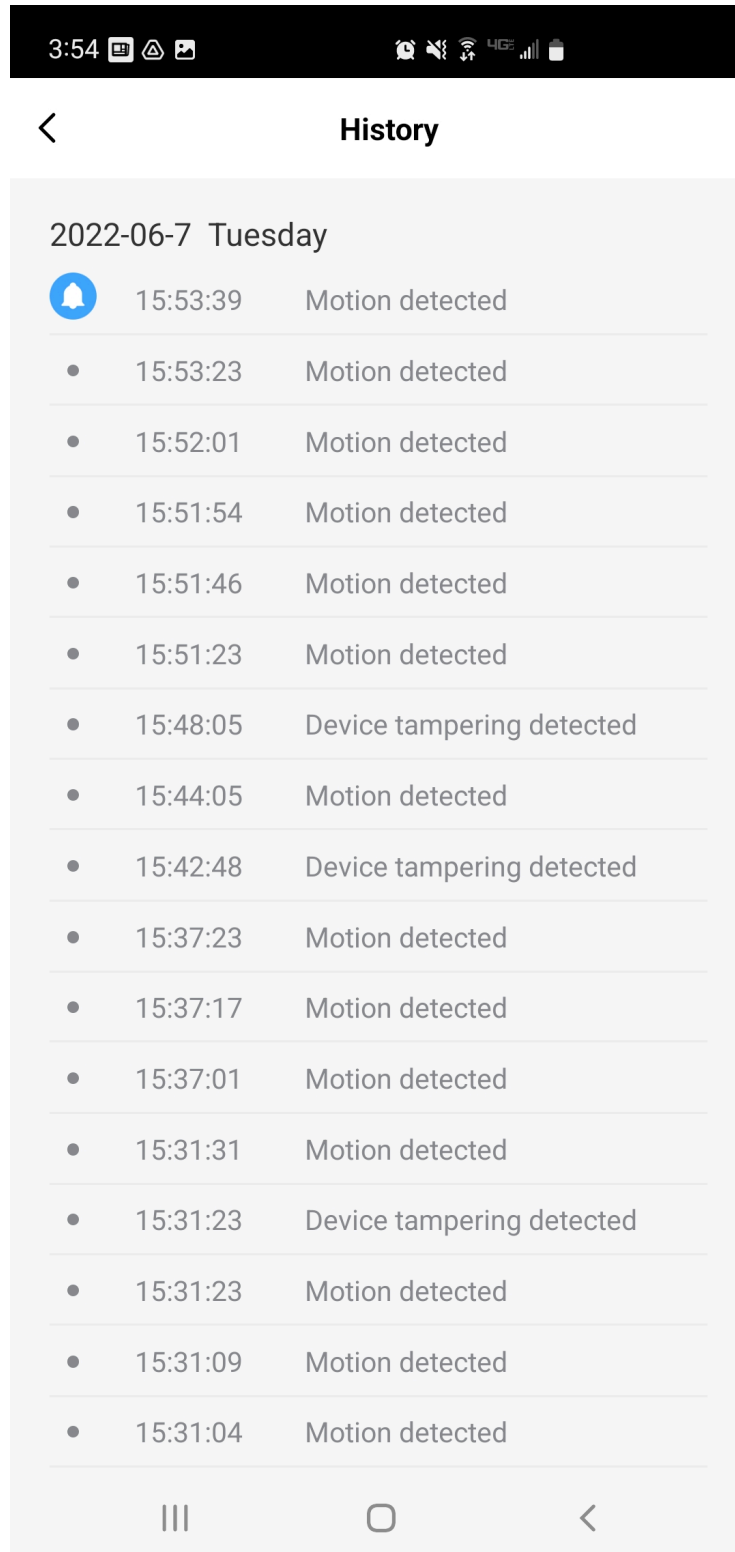 3:54 4GE
History
2022-06-7 Tuesday
15:53:39 Motion detected
15:53:23 Motion detected
15:52:01 Motion detected
15:51:54 Motion detected
15:51:46 Motion detected
15:51:23 Motion detected
15:48:05 Device tampering detected
15:44:05 Motion detected
15:42:48 Device tampering detected
15:37:23 Motion detected
15:37:17 Motion detected
15:37:01 Motion detected
15:31:31 Motion detected
15:31:23 Device tampering detected
15:31:23 Motion detected
15:31:09 Motion detected
15:31:04 Motion detected